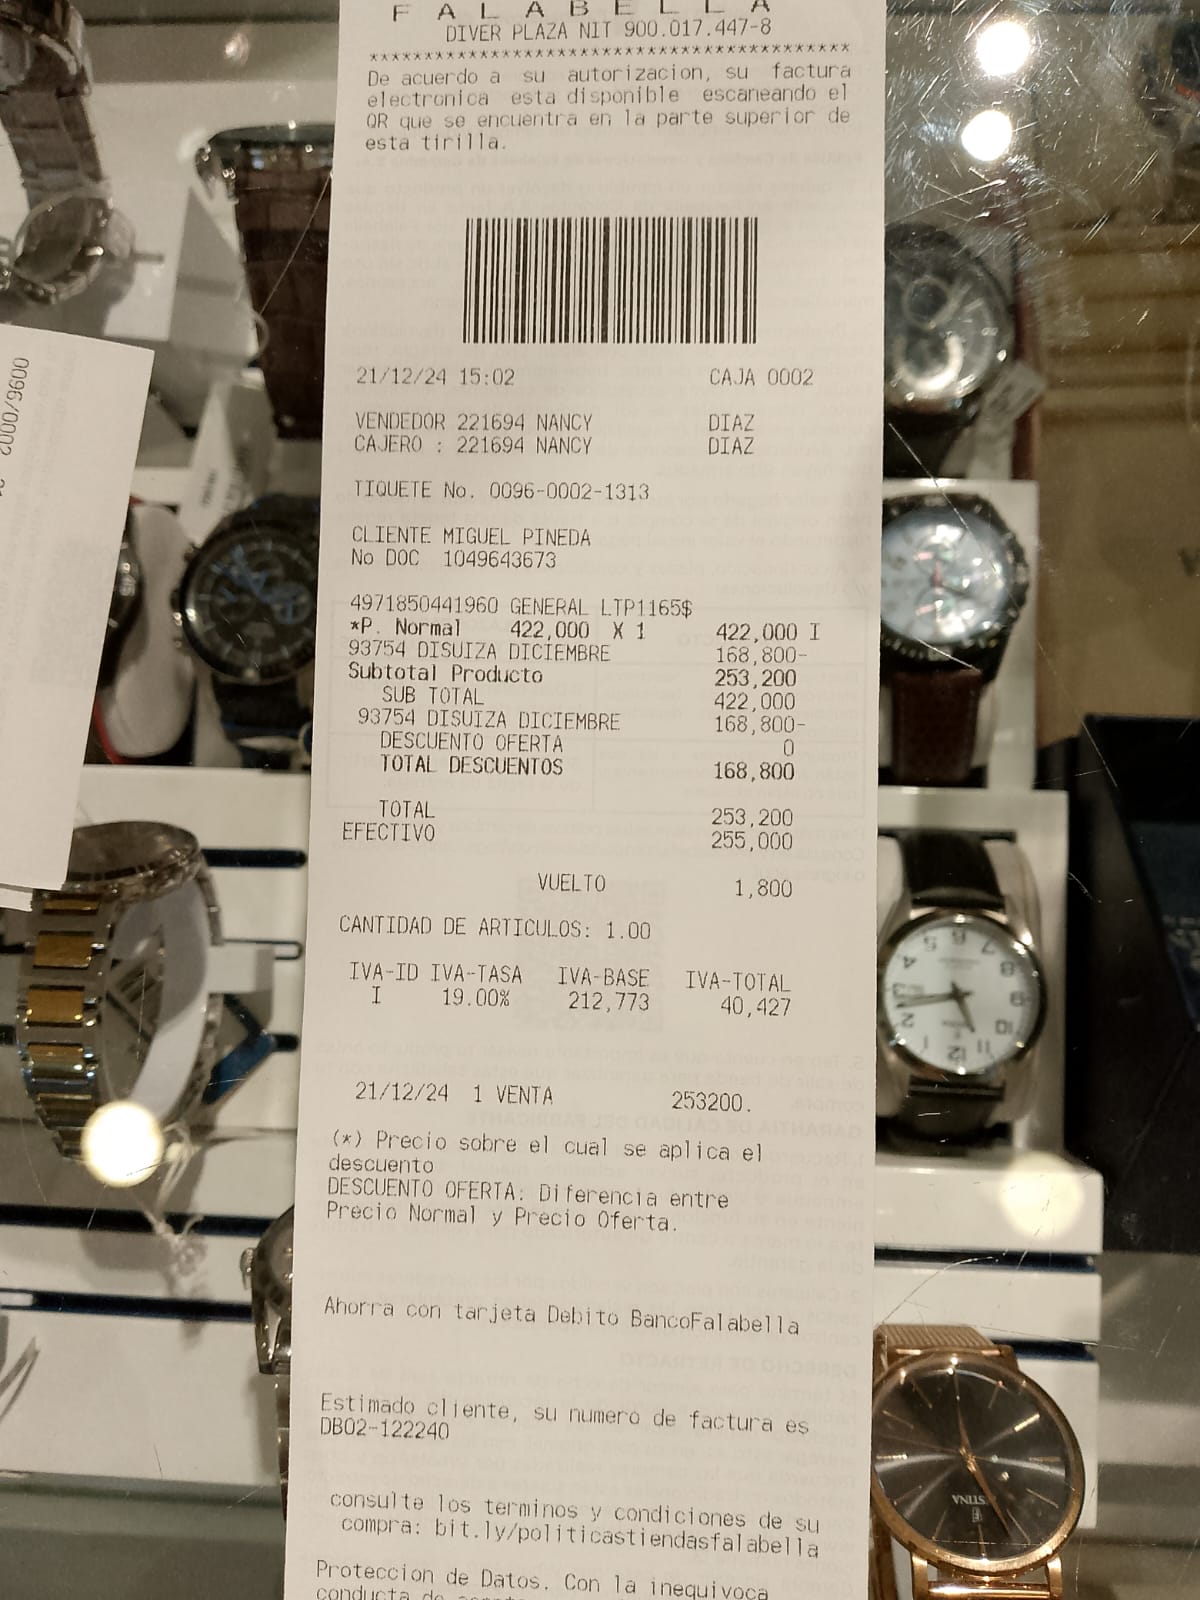 FALABELLA
DIVER PLAZA NIT 900.017.447-8
******************************************
De acuerdo a su autorizacion, su factura
electronica esta disponible escaneando el
QR que se encuentra en la parte superior de
esta tirilla.
21/12/24 15:02 CAJA 0002
VENDEDOR 221694 NANCY DIAZ
CAJERO : 221694 NANCY DIAZ
TIQUETE No. 0096-0002-1313
CLIENTE MIGUEL PINEDA
No DOC 1049643673
4971850441960 GENERAL LTP1165$
*P. Normal 422,000 X 1 422,000 I
93754 DISUIZA DICIEMBRE 168,800-
Subtotal Producto 253,200
SUB TOTAL 422,000
93754 DISUIZA DICIEMBRE 168,800-
DESCUENTO OFERTA 0
TOTAL DESCUENTOS 168,800
TOTAL 253,200
EFECTIVO 255,000
VUELTO 1,800
CANTIDAD DE ARTICULOS: 1.00
IVA-ID IVA-TASA IVA-BASE IVA-TOTAL
I 19.00% 212,773 40,427
21/12/24 1 VENTA 253200.
(*) Precio sobre el cual se aplica el
descuento
DESCUENTO OFERTA: Diferencia entre
Precio Normal y Precio Oferta.
Ahorra con tarjeta Debito BancoFalabella
Estimado cliente, su numero de factura es
DB02-122240
consulte los terminos y condiciones de su
compra: bit.ly/politicastiendasfalabella
Proteccion de Datos. Con la inequivoca
conducta de
0096/0002